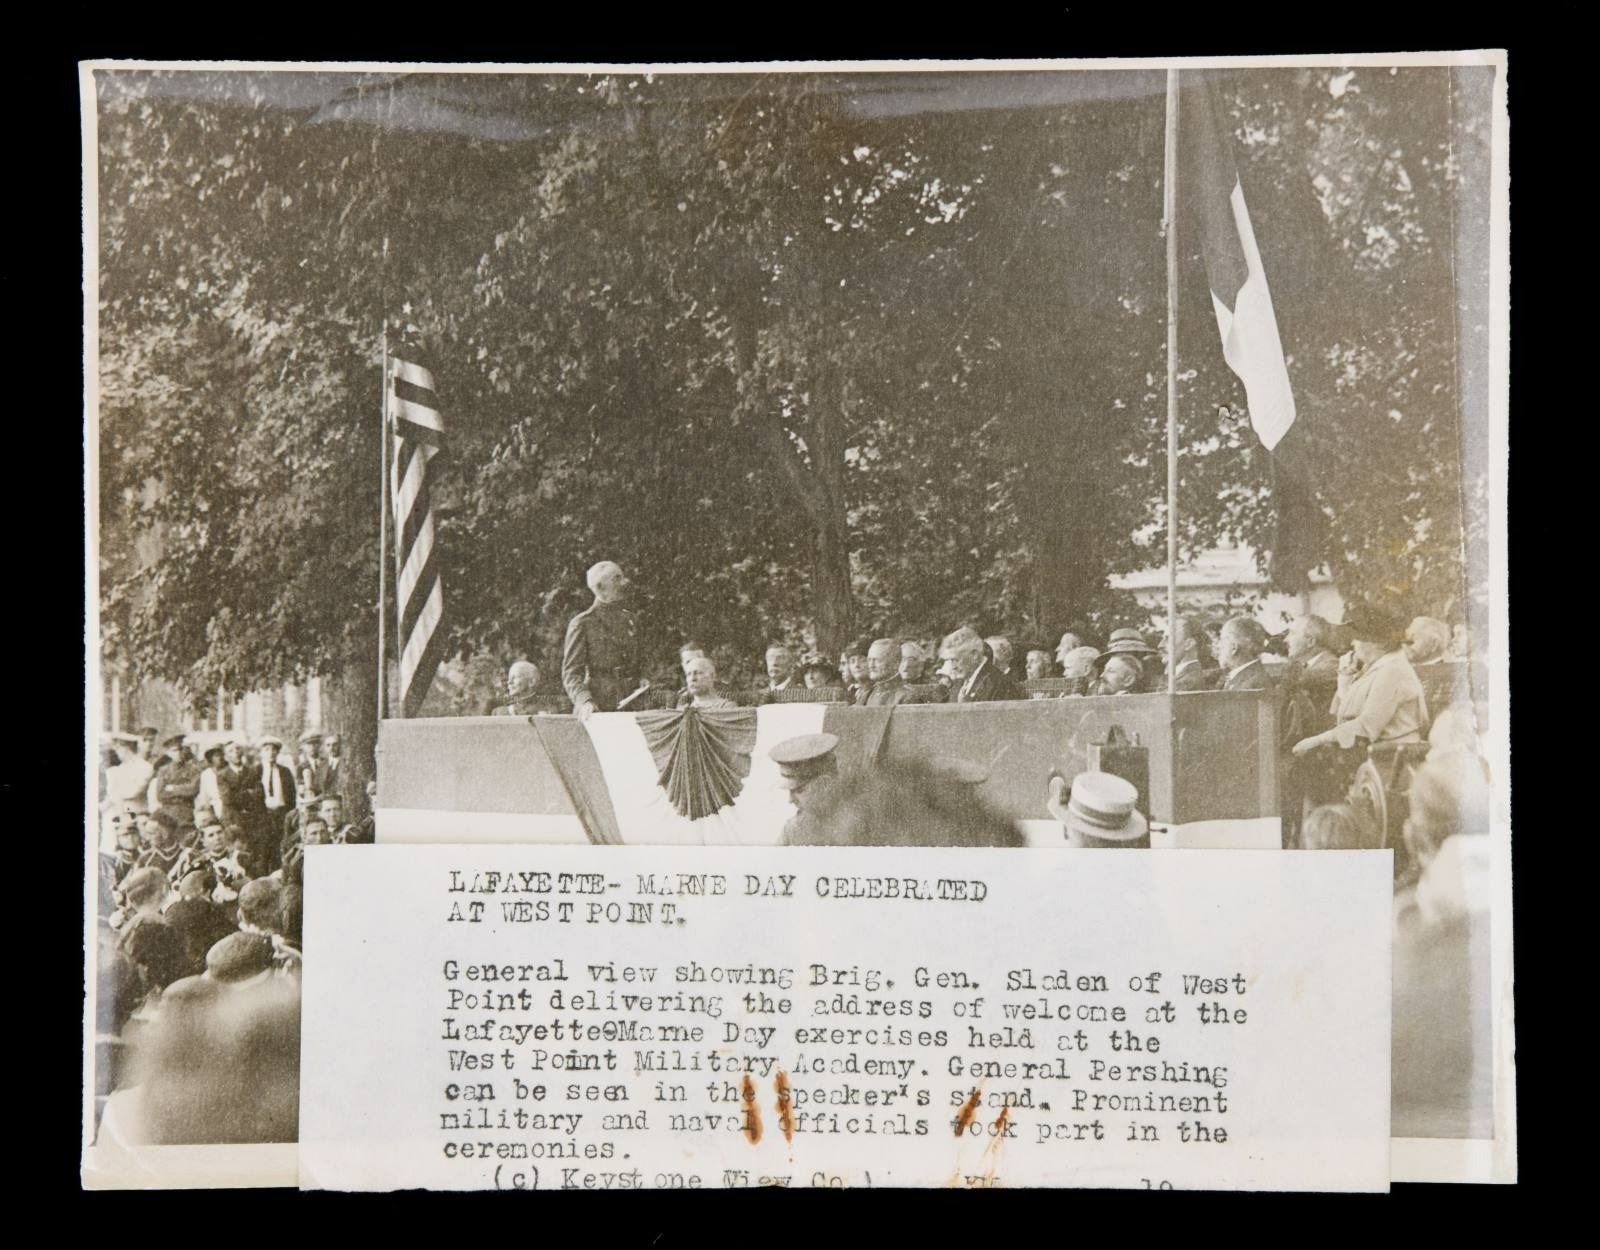 LAFAYETTE- MARNE DAY CELEBRATED
AT WEST POINT.
General view showing Brig. Gen. Sladen of West
Point delivering the address of welcome at the
Lafayette9Marne Day exercises held at the
West Point Military Academy. General Pershing
can be seen in the speaker's stand. Prominent
military and naval officials took part in the
ceremonies.
(c) Keystone View Co.